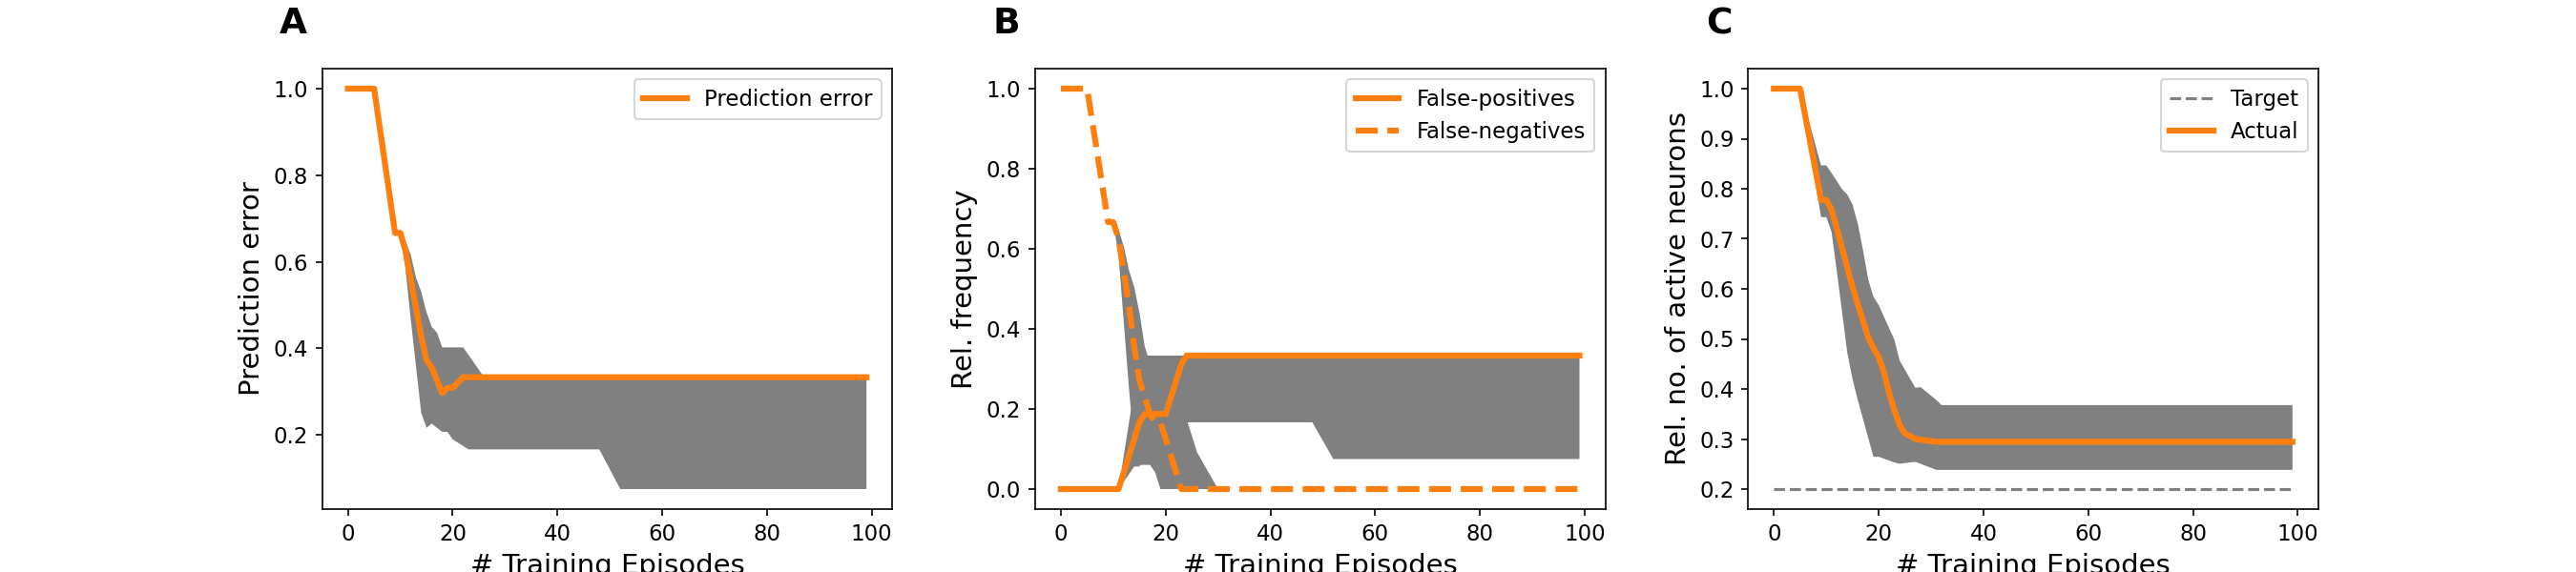 A
Prediction error
1.0
0.8
0.6
0.4
0.2
0
20
40
60
80
100
# Training Episodes
Prediction error
B
False-positives
False-negatives
1.0
0.8
0.6
0.4
0.2
0.0
0
20
40
60
80
100
# Training Episodes
Rel. frequency
C
Target
Actual
1.0
0.9
0.8
0.7
0.6
0.5
0.4
0.3
0.2
0
20
40
60
80
100
# Training Episodes
Rel. no. of active neurons